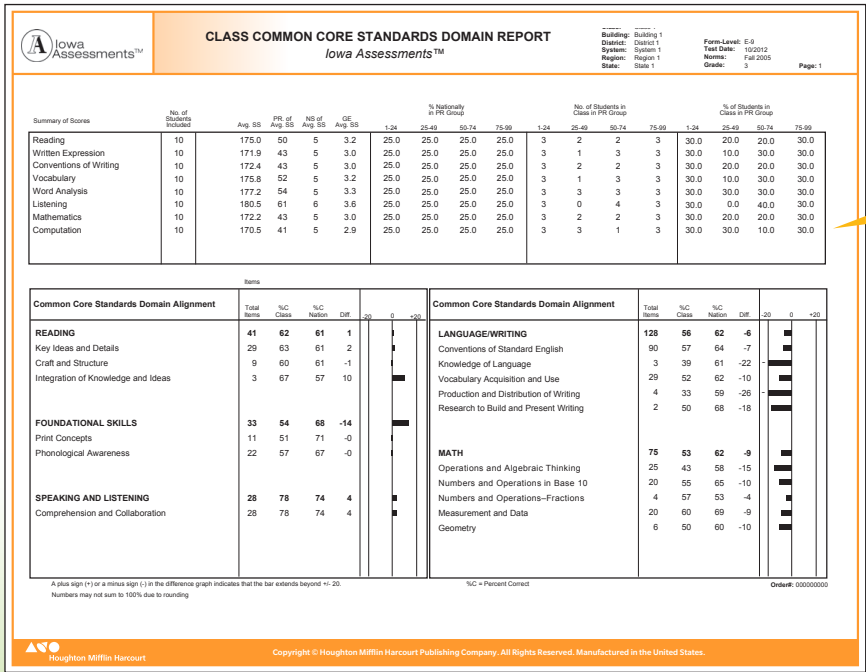 A Iowa Assessments™
CLASS COMMON CORE STANDARDS DOMAIN REPORT
Iowa Assessments™
Building: Building 1
District: District 1
System: System 1
Region: Region 1
State: State 1
Form-Level: E-9
Test Date: 10/2012
Norms: Fall 2005
Grade: 3
Page: 1
% Nationally in PR Group
No. of Students in Class in PR Group
% of Students in Class in PR Group
Summary of Scores No. of Students Included Avg. SS PR. of Avg. SS NS of Avg. SS GE Avg. SS 1-24 25-49 50-74 75-99 1-24 25-49 50-74 75-99 1-24 25-49 50-74 75-99
Reading 10 175.0 50 5 3.2 25.0 25.0 25.0 25.0 3 2 2 3 30.0 20.0 20.0 30.0
Written Expression 10 171.9 43 5 3.0 25.0 25.0 25.0 25.0 3 1 3 3 30.0 10.0 30.0 30.0
Conventions of Writing 10 172.4 43 5 3.0 25.0 25.0 25.0 25.0 3 2 2 3 30.0 20.0 20.0 30.0
Vocabulary 10 175.8 52 5 3.2 25.0 25.0 25.0 25.0 3 1 3 3 30.0 10.0 30.0 30.0
Word Analysis 10 177.2 54 5 3.3 25.0 25.0 25.0 25.0 3 3 3 3 30.0 30.0 30.0 30.0
Listening 10 180.5 61 6 3.6 25.0 25.0 25.0 25.0 3 0 4 3 30.0 0.0 40.0 30.0
Mathematics 10 172.2 43 5 3.0 25.0 25.0 25.0 25.0 3 2 2 3 30.0 20.0 20.0 30.0
Computation 10 170.5 41 5 2.9 25.0 25.0 25.0 25.0 3 3 1 3 30.0 30.0 10.0 30.0
Items
Common Core Standards Domain Alignment Total Items %C Class %C Nation Diff. -20 0 +20
READING 41 62 61 1
Key Ideas and Details 29 63 61 2
Craft and Structure 9 60 61 -1
Integration of Knowledge and Ideas 3 67 57 10
FOUNDATIONAL SKILLS 33 54 68 -14
Print Concepts 11 51 71 -0
Phonological Awareness 22 57 67 -0
SPEAKING AND LISTENING 28 78 74 4
Comprehension and Collaboration 28 78 74 4
Common Core Standards Domain Alignment Total Items %C Class %C Nation Diff. -20 0 +20
LANGUAGE/WRITING 128 56 62 -6
Conventions of Standard English 90 57 64 -7
Knowledge of Language 3 39 61 -22 -
Vocabulary Acquisition and Use 29 52 62 -10
Production and Distribution of Writing 4 33 59 -26 -
Research to Build and Present Writing 2 50 68 -18
MATH 75 53 62 -9
Operations and Algebraic Thinking 25 43 58 -15
Numbers and Operations in Base 10 20 55 65 -10
Numbers and Operations–Fractions 4 57 53 -4
Measurement and Data 20 60 69 -9
Geometry 6 50 60 -10
A plus sign (+) or a minus sign (-) in the difference graph indicates that the bar extends beyond +/- 20.
Numbers may not sum to 100% due to rounding
%C = Percent Correct
Order#: 000000000
Houghton Mifflin Harcourt
Copyright © Houghton Mifflin Harcourt Publishing Company. All Rights Reserved. Manufactured in the United States.